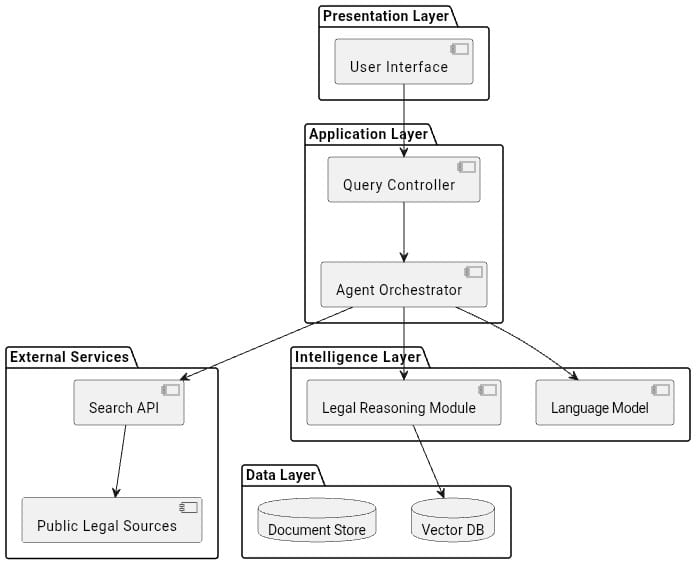 Presentation Layer
User Interface
Application Layer
Query Controller
Agent Orchestrator
External Services
Intelligence Layer
Search API
Legal Reasoning Module
Language Model
Data Layer
Public Legal Sources
Document Store
Vector DB